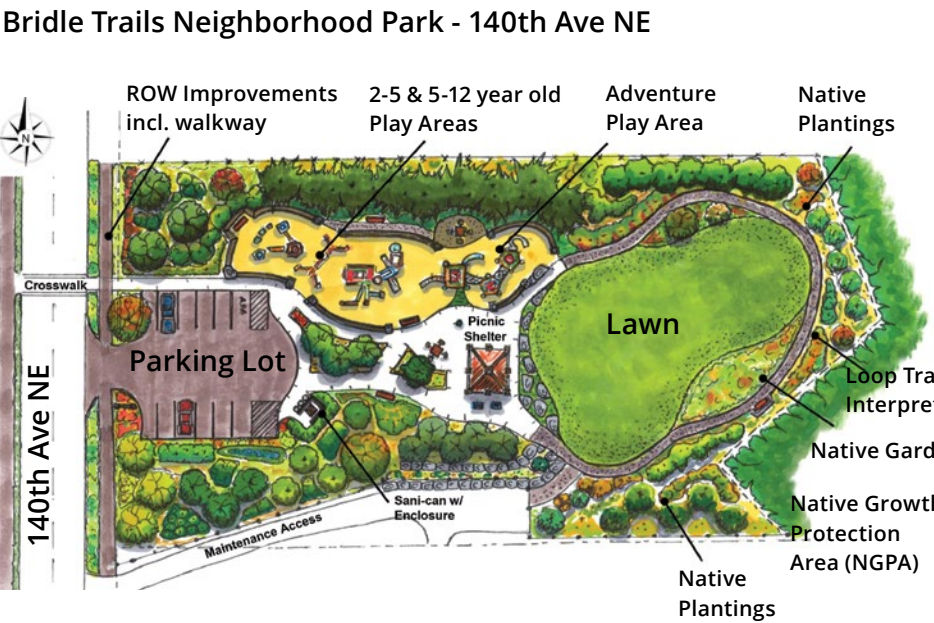 Bridle Trails Neighborhood Park - 140th Ave NE
ROW Improvements
incl. walkway
2-5 & 5-12 year old
Play Areas
Adventure
Play Area
Native
Plantings
N
Crosswalk
Parking Lot
Picnic
Shelter
Lawn
140th Ave NE
Loop Tra
Interpre
Native Gard
Sani-can w/
Enclosure
Native Growth
Protection
Area (NGPA)
Maintenance Access
Native
Plantings